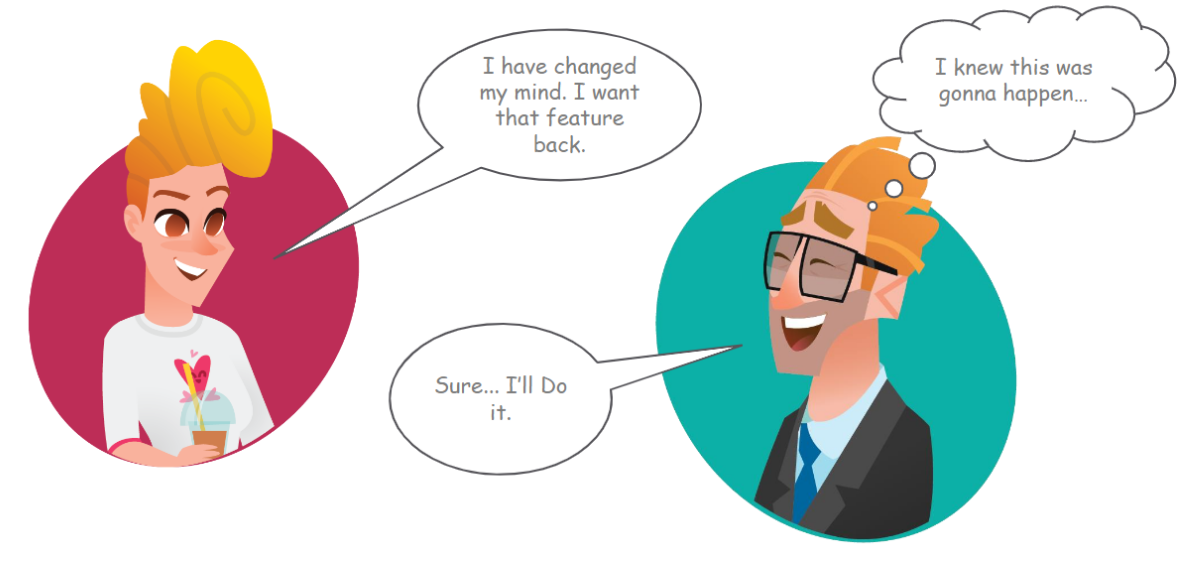 I have changed
my mind. I want
that feature
back.
I knew this was
gonna happen...
Sure... I'll Do
it.